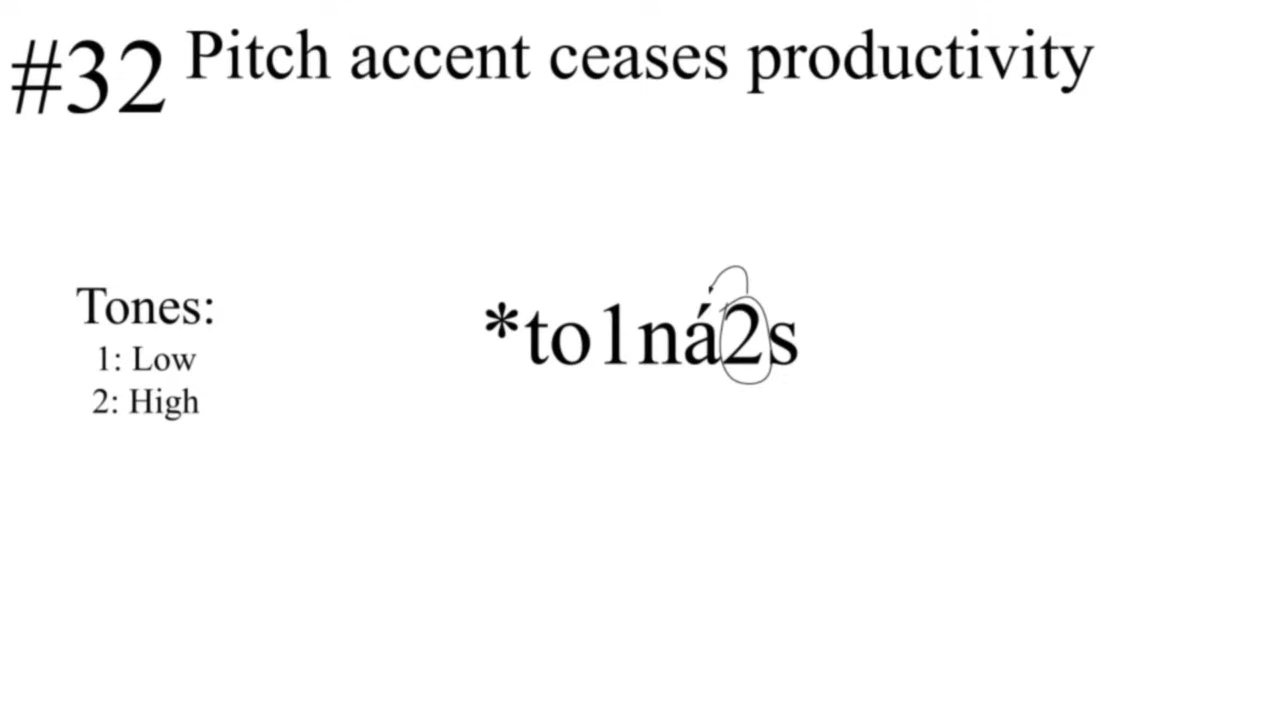 #32 Pitch accent ceases productivity
Tones:
1: Low
2: High
*to1ná2s